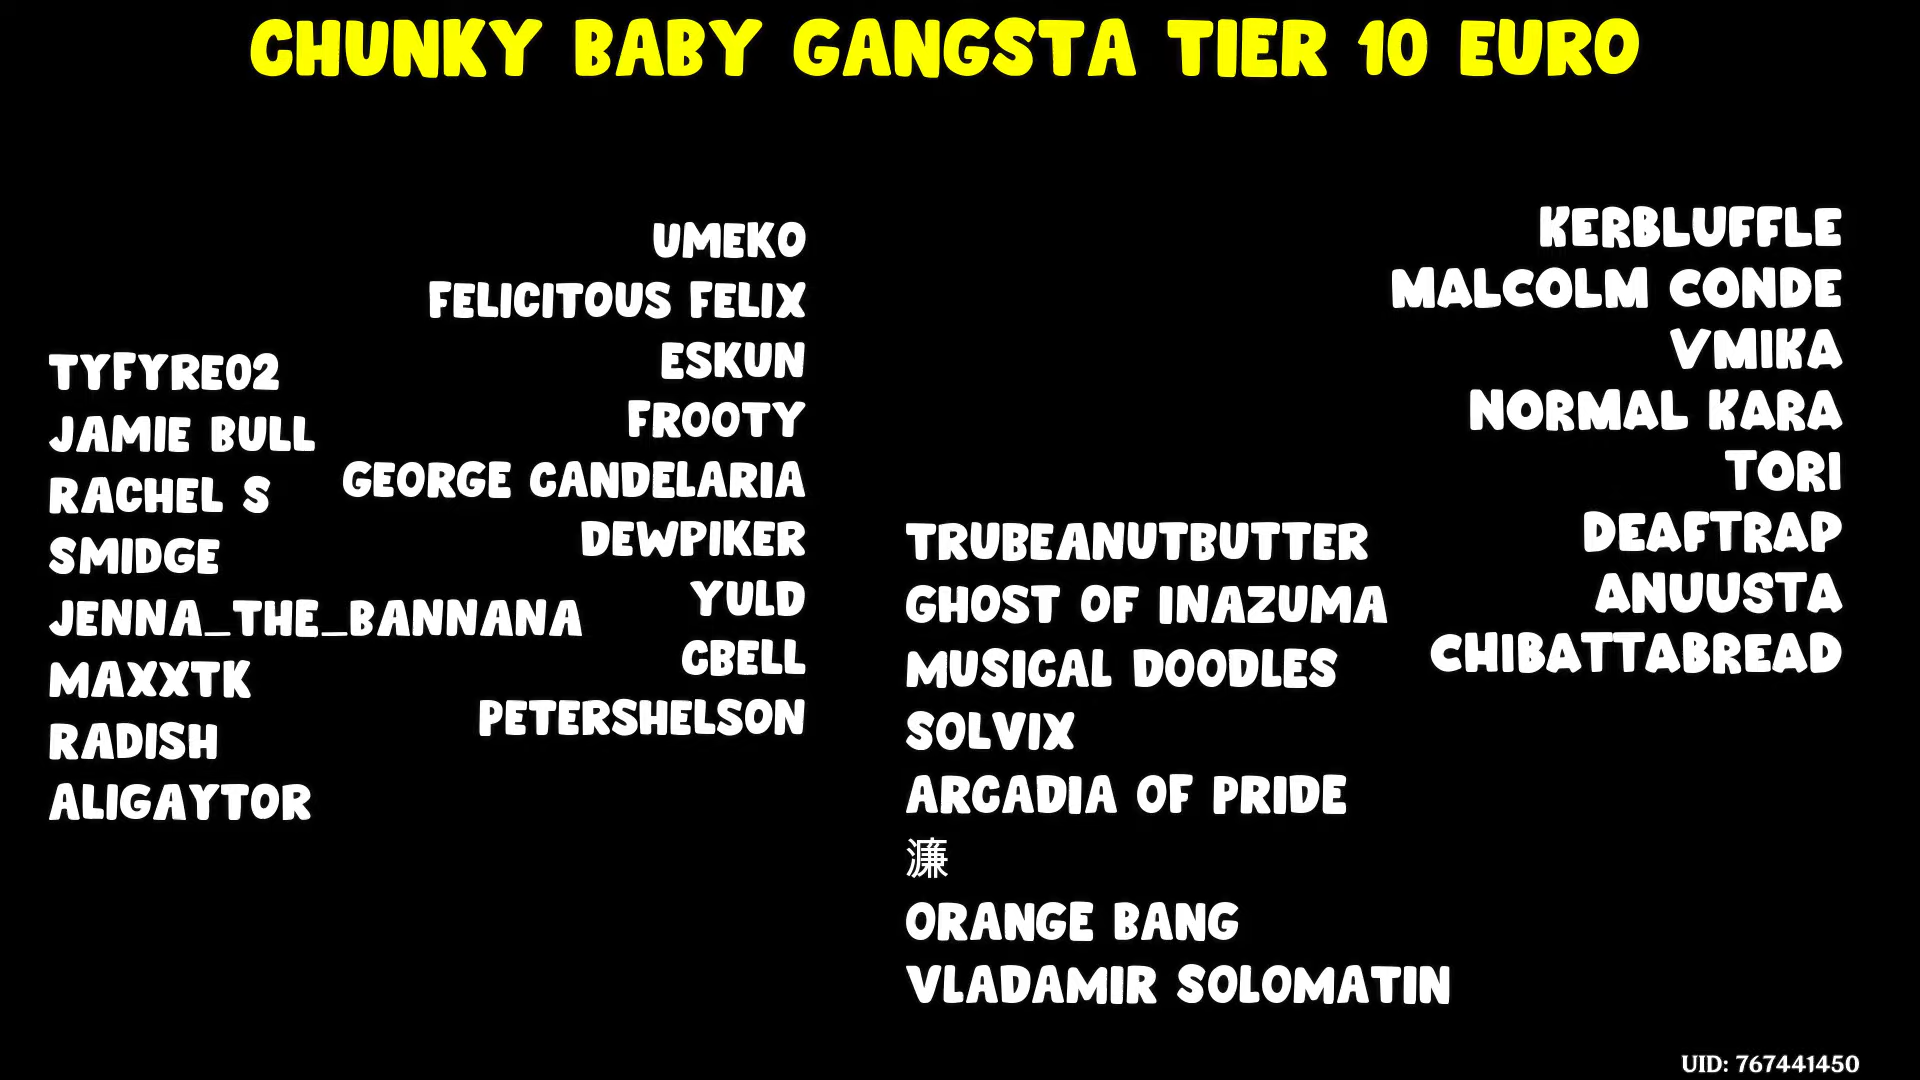 CHUNKY BABY GANGSTA TIER 10 EURO
TYFYRE02
JAMIE BULL
RACHEL S
SMIDGE
JENNA_THE_BANNANA
MAXXTK
RADISH
ALIGAYTOR
UMEKO
FELICITOUS FELIX
ESKUN
FROOTY
GEORGE CANDELARIA
DEWPIKER
YULD
CBELL
PETERSHELSON
TRUBEANUTBUTTER
GHOST OF INAZUMA
MUSICAL DOODLES
SOLVIX
ARCADIA OF PRIDE
濂
ORANGE BANG
VLADAMIR SOLOMATIN
KERBLUFFLE
MALCOLM CONDE
VMIKA
NORMAL KARA
TORI
DEAFTRAP
ANUUSTA
CHIBATTABREAD
UID: 767441450